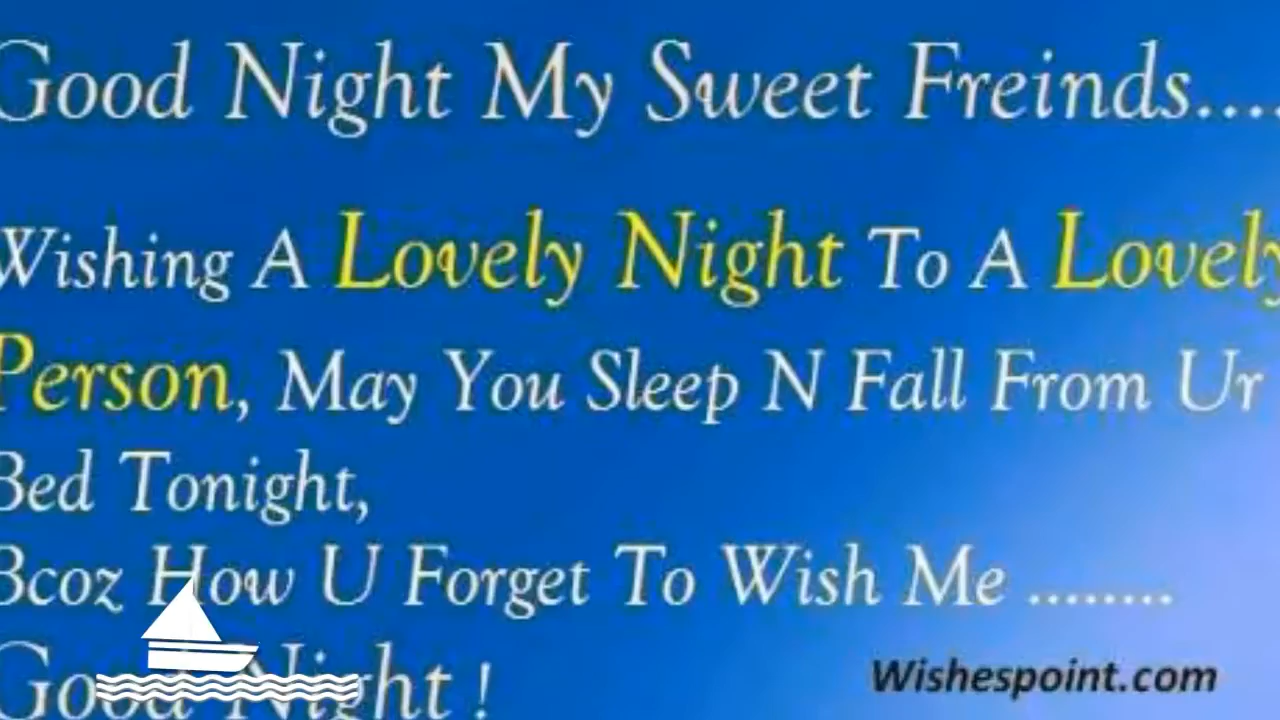 Good Night My Sweet Freinds....
Wishing A Lovely Night To A Lovely
Person, May You Sleep N Fall From Ur
Bed Tonight,
Bcoz How U Forget To Wish Me ........
Good Night !
Wishespoint.com